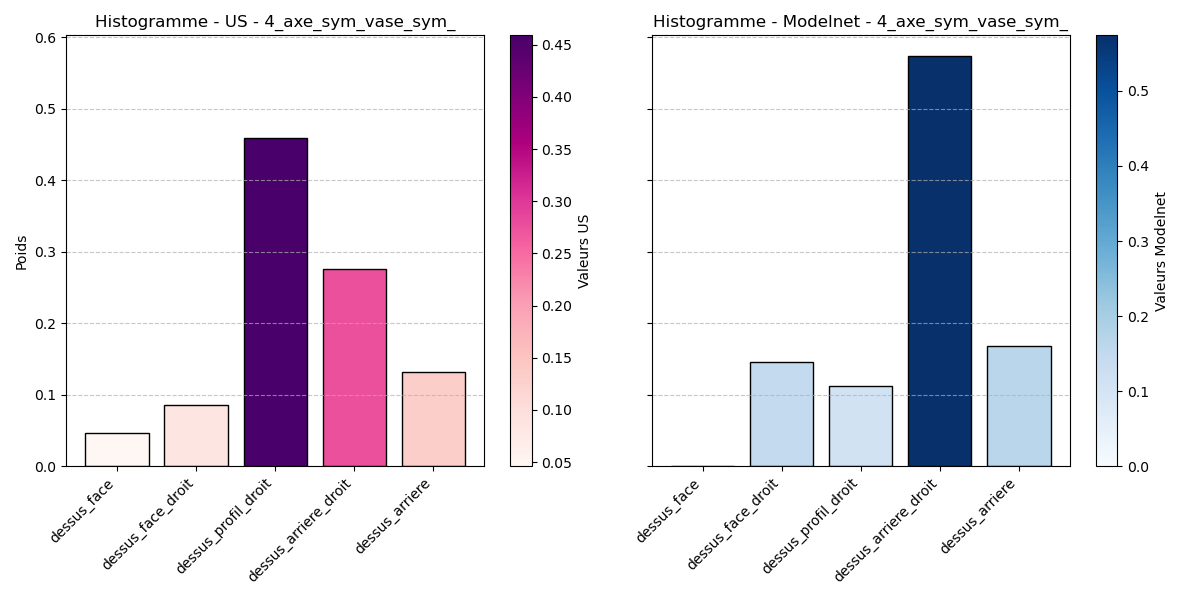 Histogramme - US - 4_axe_sym_vase_sym_
Poids
0.6
0.5
0.4
0.3
0.2
0.1
0.0
dessus_face
dessus_face_droit
dessus_profil_droit
dessus_arriere_droit
dessus_arriere
0.45
0.40
0.35
0.30
0.25
0.20
0.15
0.10
0.05
Valeurs US
Histogramme - Modelnet - 4_axe_sym_vase_sym_
dessus_face
dessus_face_droit
dessus_profil_droit
dessus_arriere_droit
dessus_arriere
0.5
0.4
0.3
0.2
0.1
0.0
Valeurs Modelnet